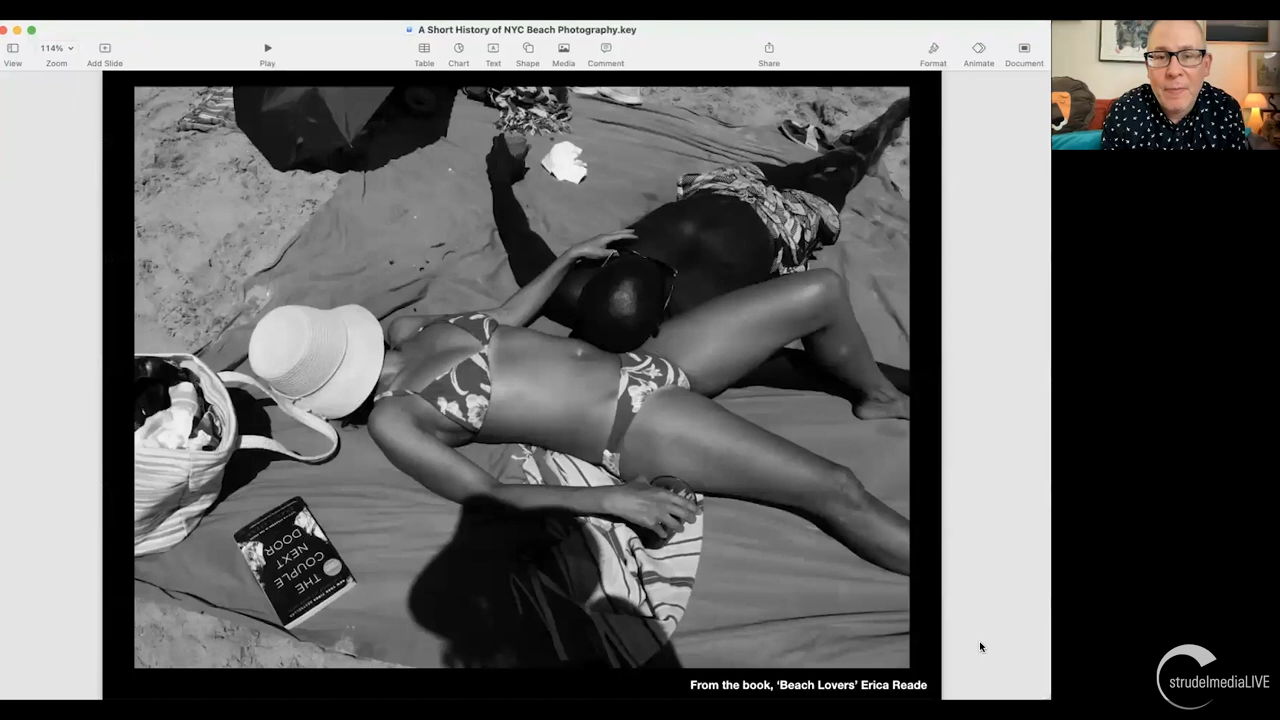 A Short History of NYC Beach Photography.key
114%
View
Zoom
Add Slide
Play
Table
Chart
Text
Shape
Media
Comment
Share
Format
Animate
Document
THE
COUPLE
NEXT
DOOR
From the book, ‘Beach Lovers’ Erica Reade
strudelmediaLIVE